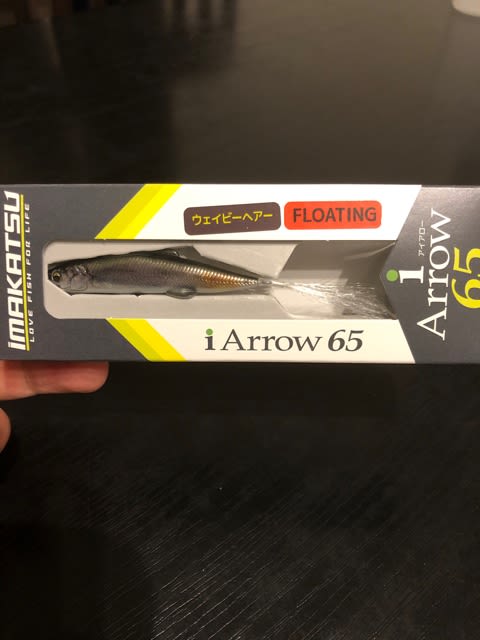 iMAKATSU
LOVE FISH FOR LIFE
ウェイビーヘアー
FLOATING
i Arrow 65
アイアロー
i Arrow
65